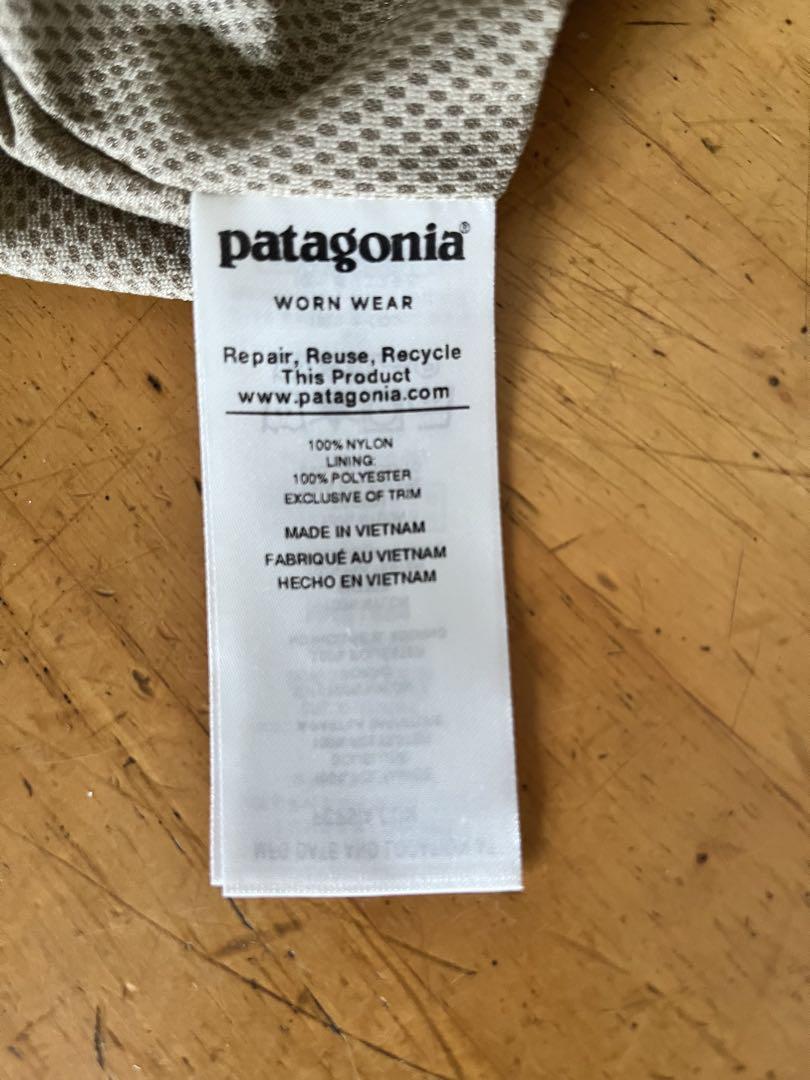 patagonia®
WORN WEAR
Repair, Reuse, Recycle
This Product
www.patagonia.com
100% NYLON
LINING:
100% POLYESTER
EXCLUSIVE OF TRIM
MADE IN VIETNAM
FABRIQUÉ AU VIETNAM
HECHO EN VIETNAM